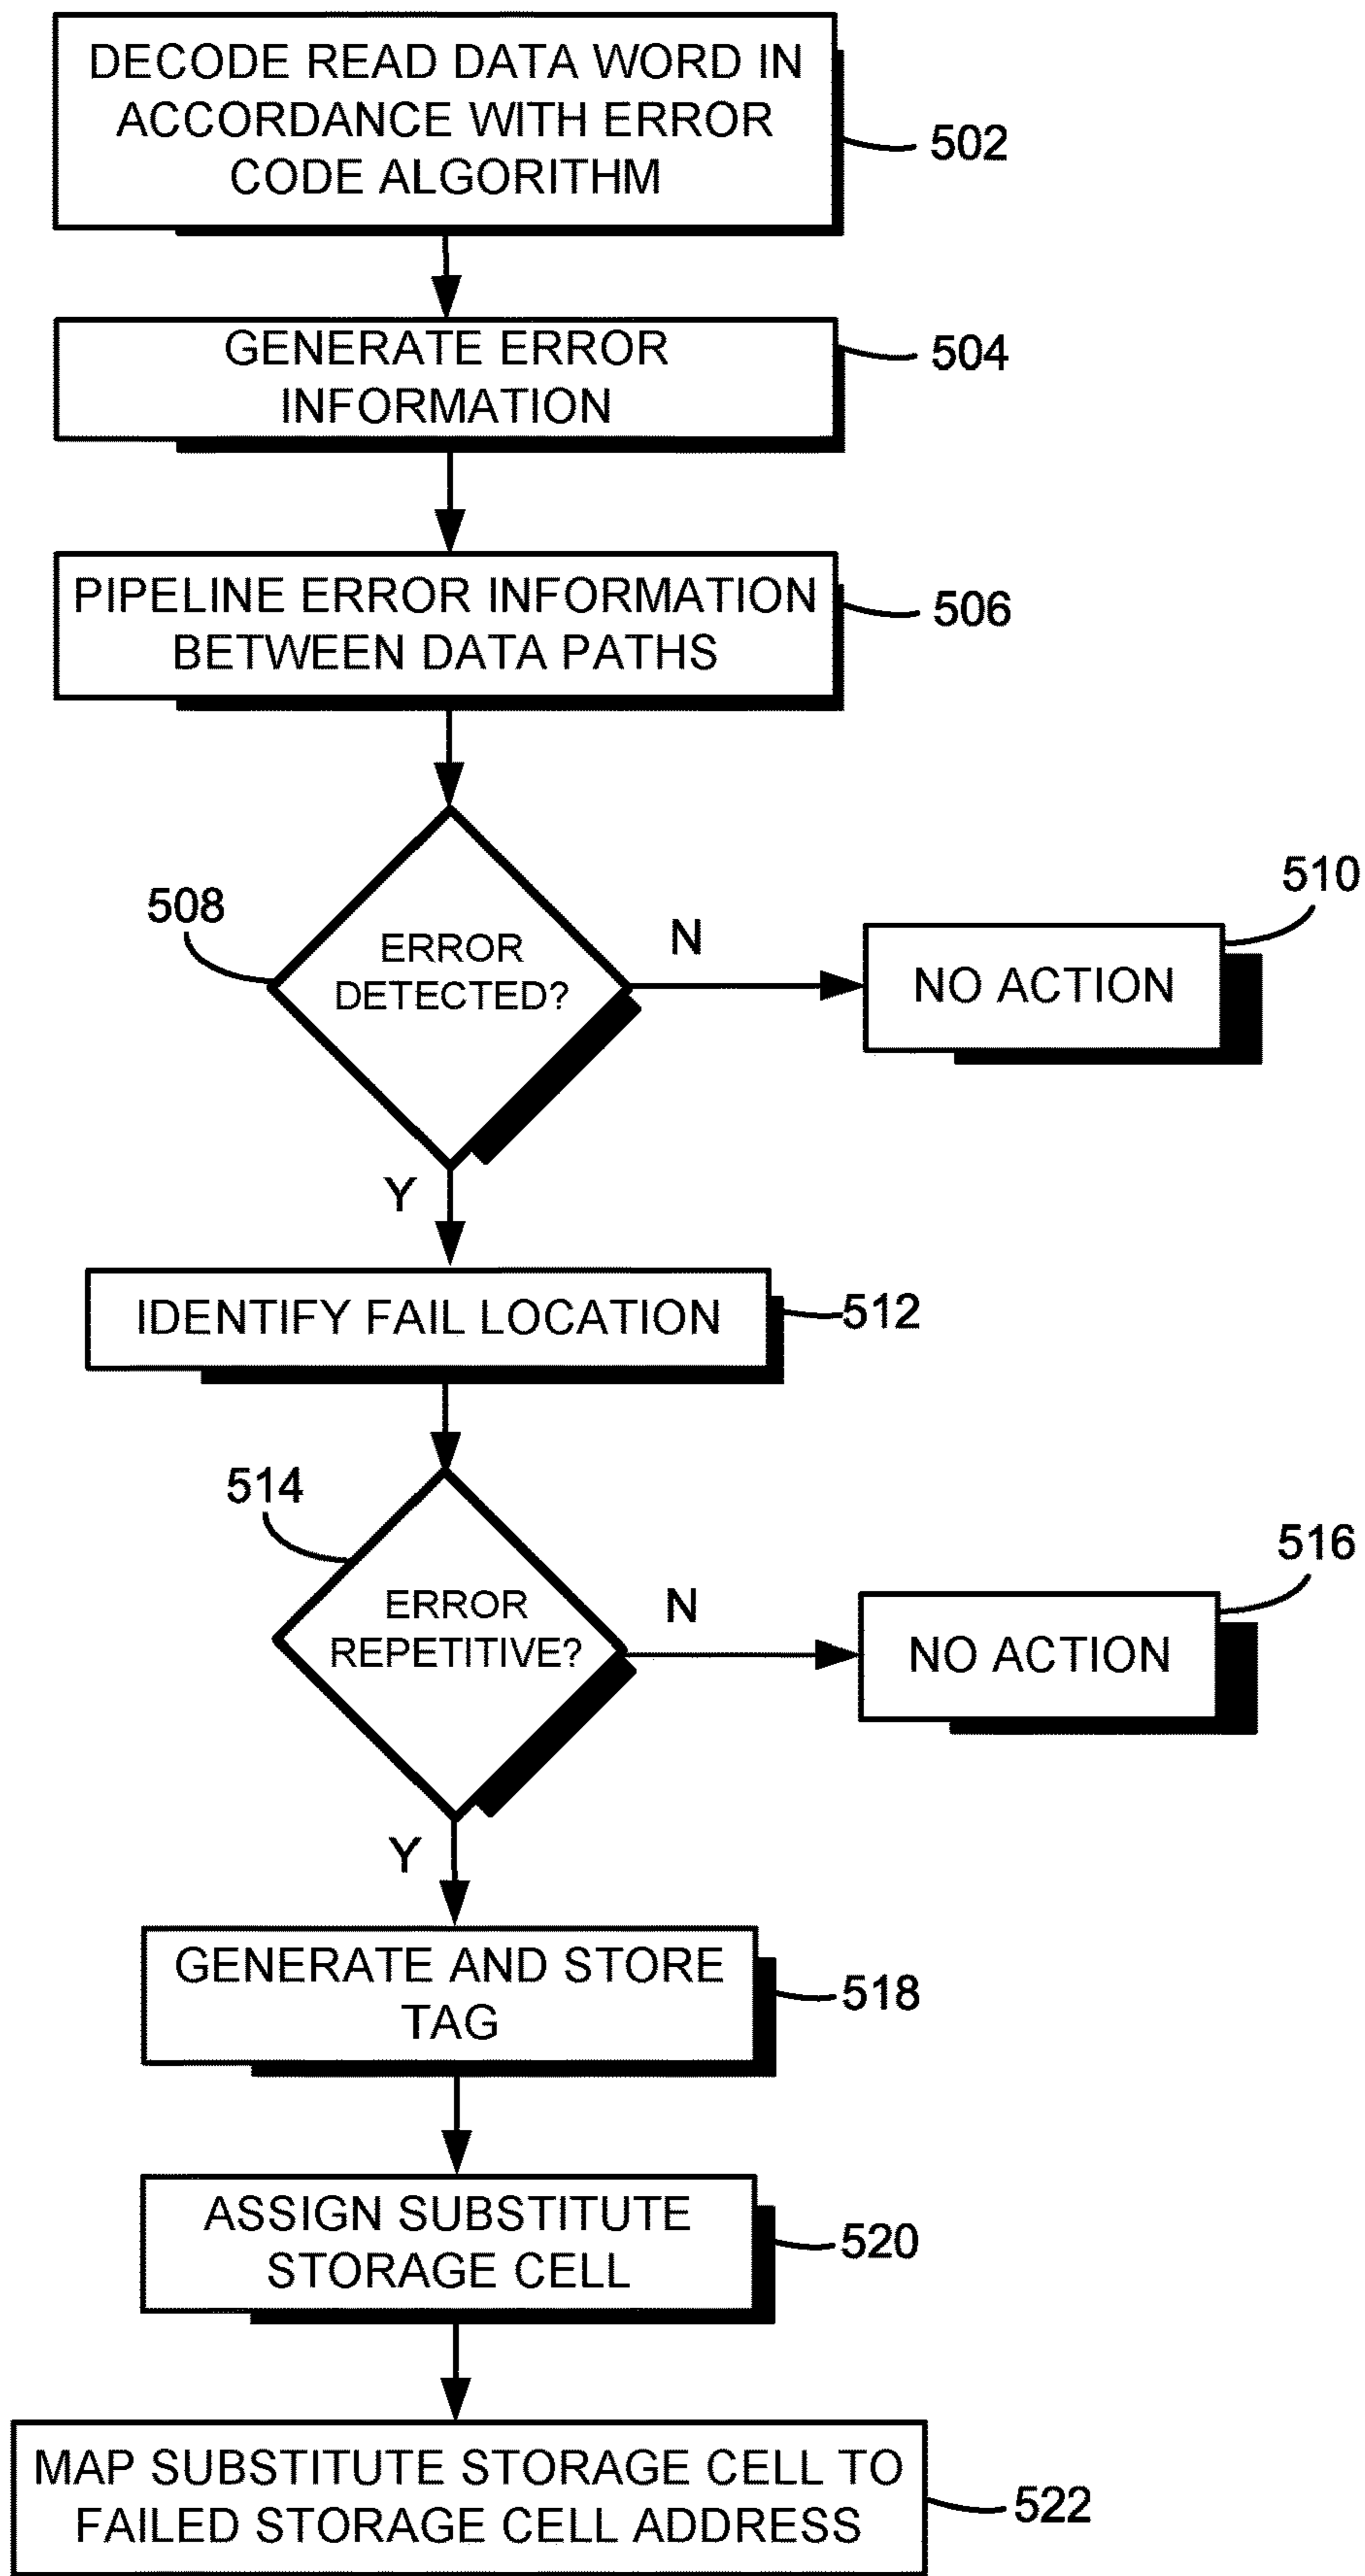 DECODE READ DATA WORD IN
ACCORDANCE WITH ERROR
CODE ALGORITHM
502
GENERATE ERROR
INFORMATION
504
PIPELINE ERROR INFORMATION
BETWEEN DATA PATHS
506
508
ERROR
DETECTED?
N
510
NO ACTION
Y
IDENTIFY FAIL LOCATION
512
514
ERROR
REPETITIVE?
N
516
NO ACTION
Y
GENERATE AND STORE
TAG
518
ASSIGN SUBSTITUTE
STORAGE CELL
520
MAP SUBSTITUTE STORAGE CELL TO
FAILED STORAGE CELL ADDRESS
522